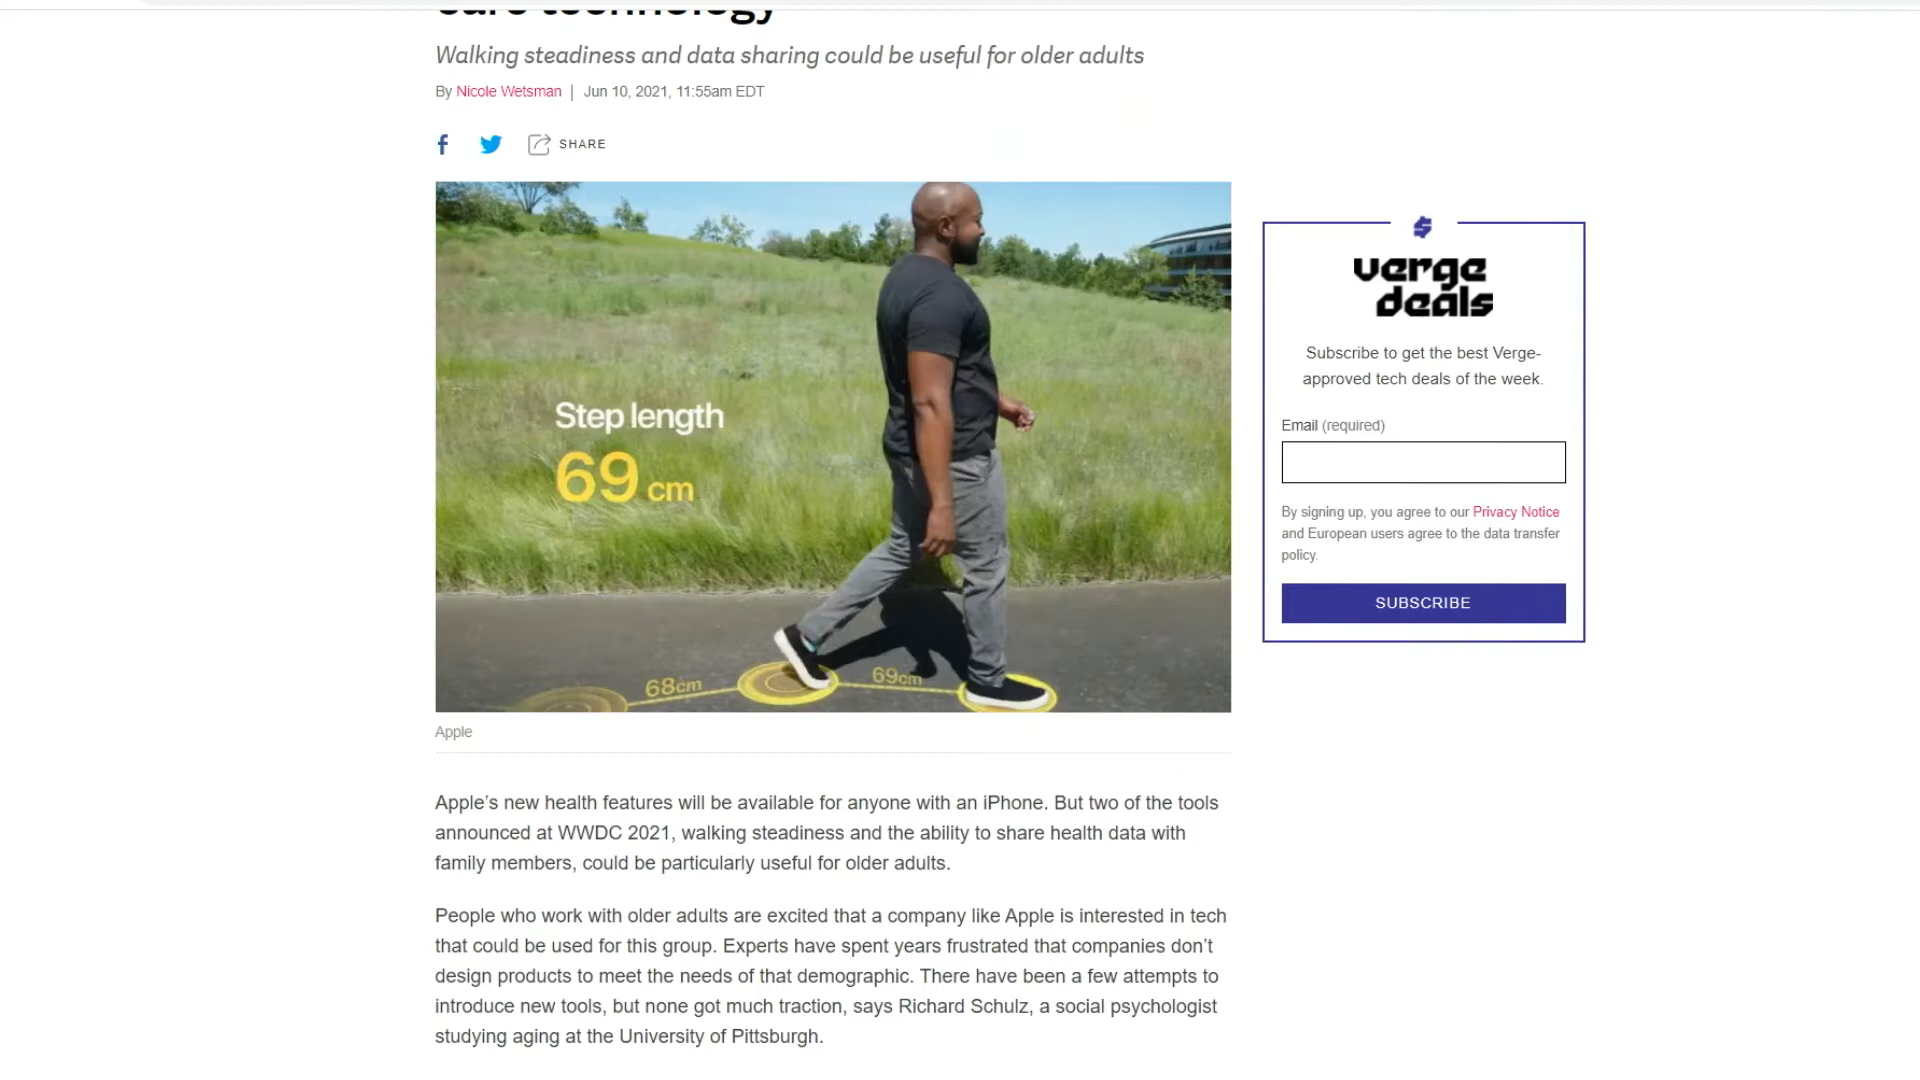 care technology
Walking steadiness and data sharing could be useful for older adults
By Nicole Wetsman | Jun 10, 2021, 11:55am EDT
SHARE
Step length
69 cm
68cm
69cm
Apple
Apple’s new health features will be available for anyone with an iPhone. But two of the tools
announced at WWDC 2021, walking steadiness and the ability to share health data with
family members, could be particularly useful for older adults.
People who work with older adults are excited that a company like Apple is interested in tech
that could be used for this group. Experts have spent years frustrated that companies don’t
design products to meet the needs of that demographic. There have been a few attempts to
introduce new tools, but none got much traction, says Richard Schulz, a social psychologist
studying aging at the University of Pittsburgh.
verge
deals
Subscribe to get the best Verge-
approved tech deals of the week.
Email (required)
By signing up, you agree to our Privacy Notice
and European users agree to the data transfer
policy.
SUBSCRIBE